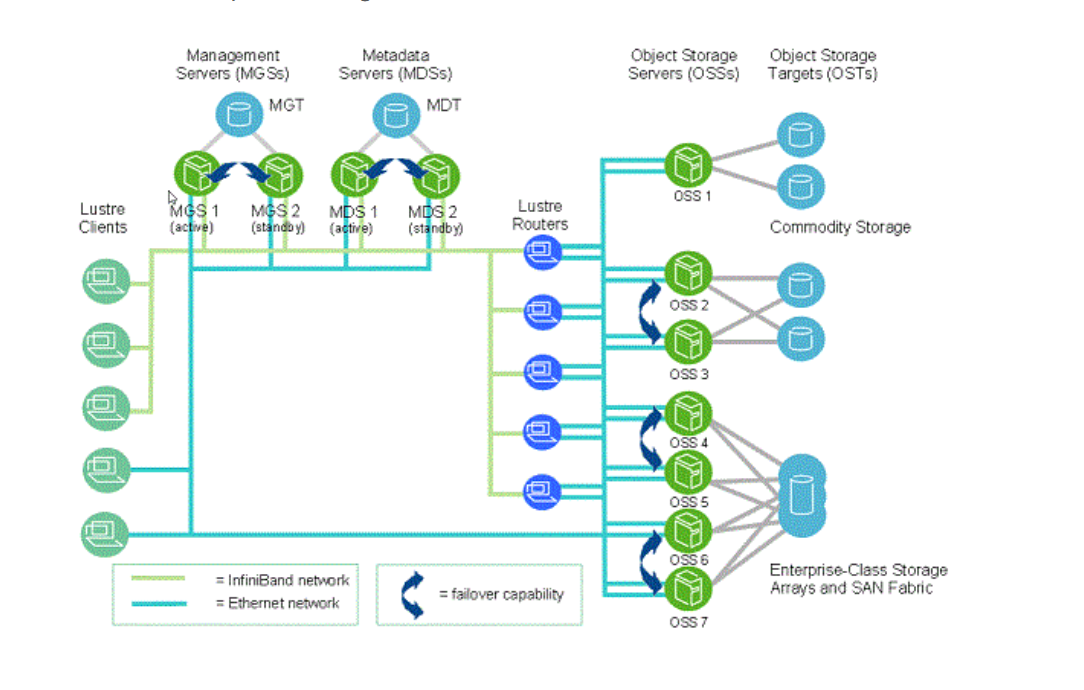 Management
Servers (MGSs)
Metadata
Servers (MDSs)
Object Storage
Servers (OSSs)
Object Storage
Targets (OSTs)
MGT
MDT
MGS 1
(active)
MGS 2
(standby)
MDS 1
(active)
MDS 2
(standby)
Lustre
Clients
Lustre
Routers
OSS 1
Commodity Storage
OSS 2
OSS 3
OSS 4
OSS 5
OSS 6
OSS 7
Enterprise-Class Storage
Arrays and SAN Fabric
= InfiniBand network
= Ethernet network
= failover capability